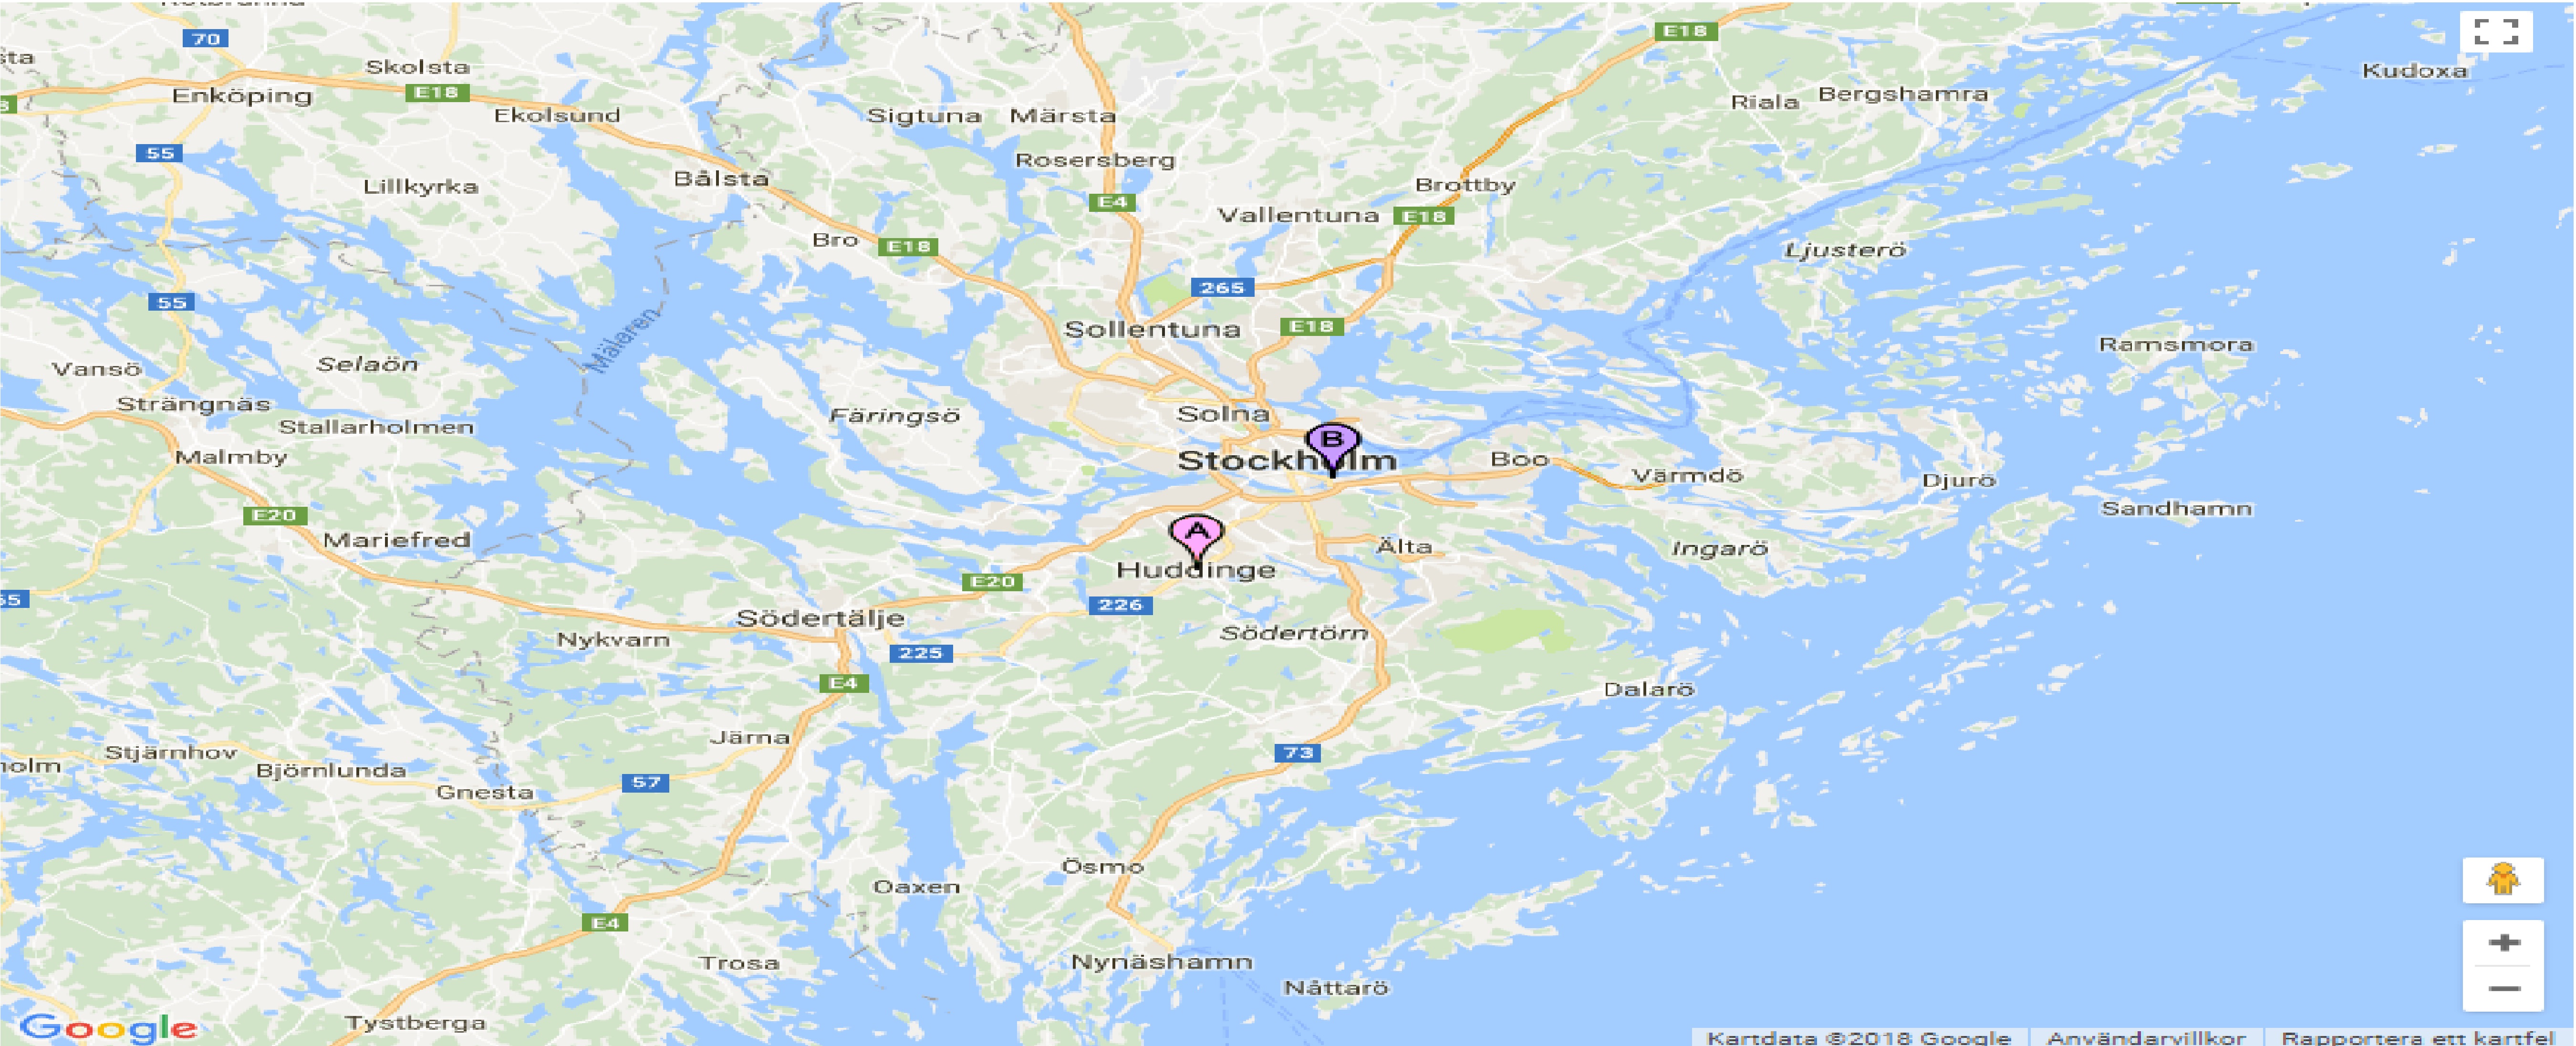 70
E18
Skolsta
Kudoxa
Enköping
E18
Riala
Bergshamra
Ekolsund
Sigtuna
Märsta
55
Rosersberg
Bålsta
Lillkyrka
Brottby
E4
Vallentuna
E18
Bro
E18
Ljusterö
265
55
Mälaren
Sollentuna
E18
Ramsmora
Selaön
Vansö
Strängnäs
Färingsö
Solna
Stallarholmen
B
Malmby
Stockholm
Boo
Värmdö
Djurö
Sandhamn
E20
A
Mariefred
Älta
Ingarö
Huddinge
E20
226
Södertälje
Nykvarn
Södertörn
225
E4
Dalarö
Järna
73
Stjärnhov
Björnlunda
57
Gnesta
Ösmo
Oaxen
E4
Trosa
Nynäshamn
Nåttarö
Tystberga
Google
Kartdata ©2018 Google Användarvillkor Rapportera ett kartfel